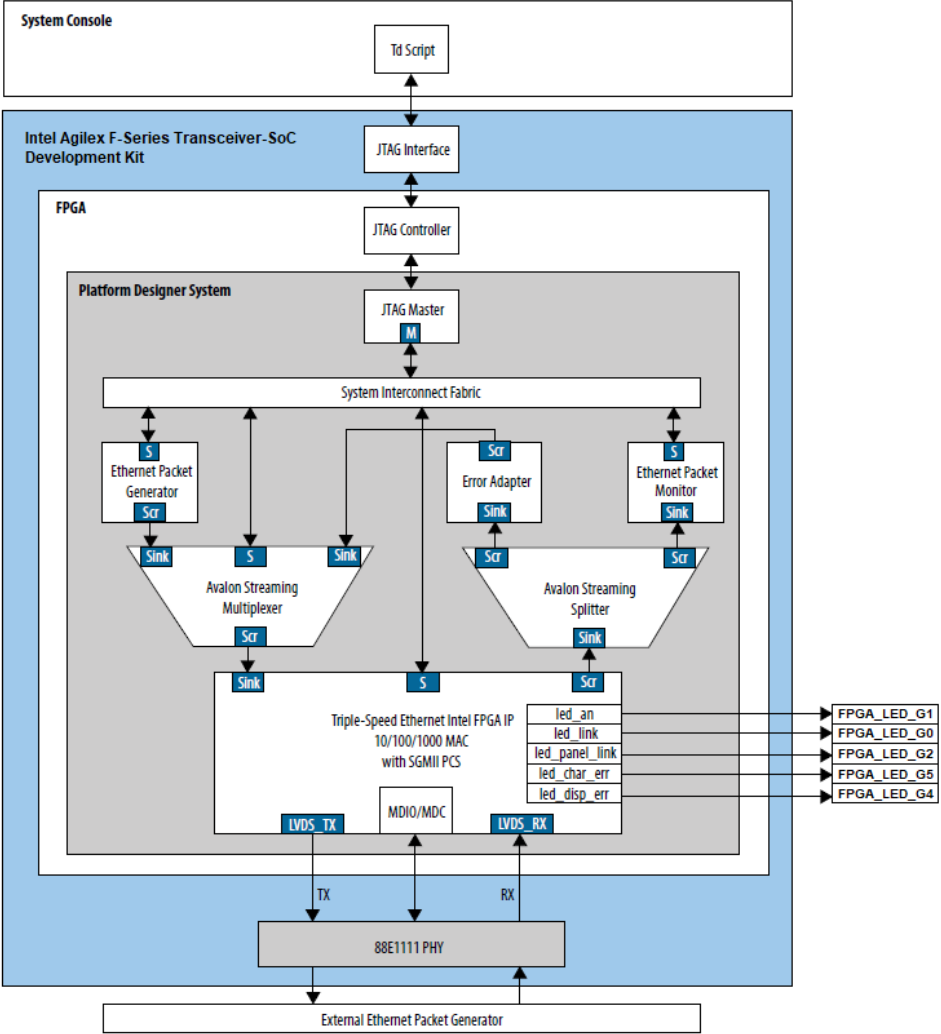 System Console
Td Script
Intel Agilex F-Series Transceiver-SoC
Development Kit
JTAG Interface
FPGA
JTAG Controller
Platform Designer System
JTAG Master
M
System Interconnect Fabric
S
Ethernet Packet
Generator
Scr
Scr
Error Adapter
Sink
S
Ethernet Packet
Monitor
Sink
Sink
S
Sink
Avalon Streaming
Multiplexer
Scr
Scr
Scr
Avalon Streaming
Splitter
Sink
Sink
S
Scr
Triple-Speed Ethernet Intel FPGA IP
10/100/1000 MAC
with SGMII PCS
led_an
led_link
led_panel_link
led_char_err
led_disp_err
FPGA_LED_G1
FPGA_LED_G0
FPGA_LED_G2
FPGA_LED_G5
FPGA_LED_G4
LVDS_TX
MDIO/MDC
LVDS_RX
TX
RX
88E1111 PHY
External Ethernet Packet Generator